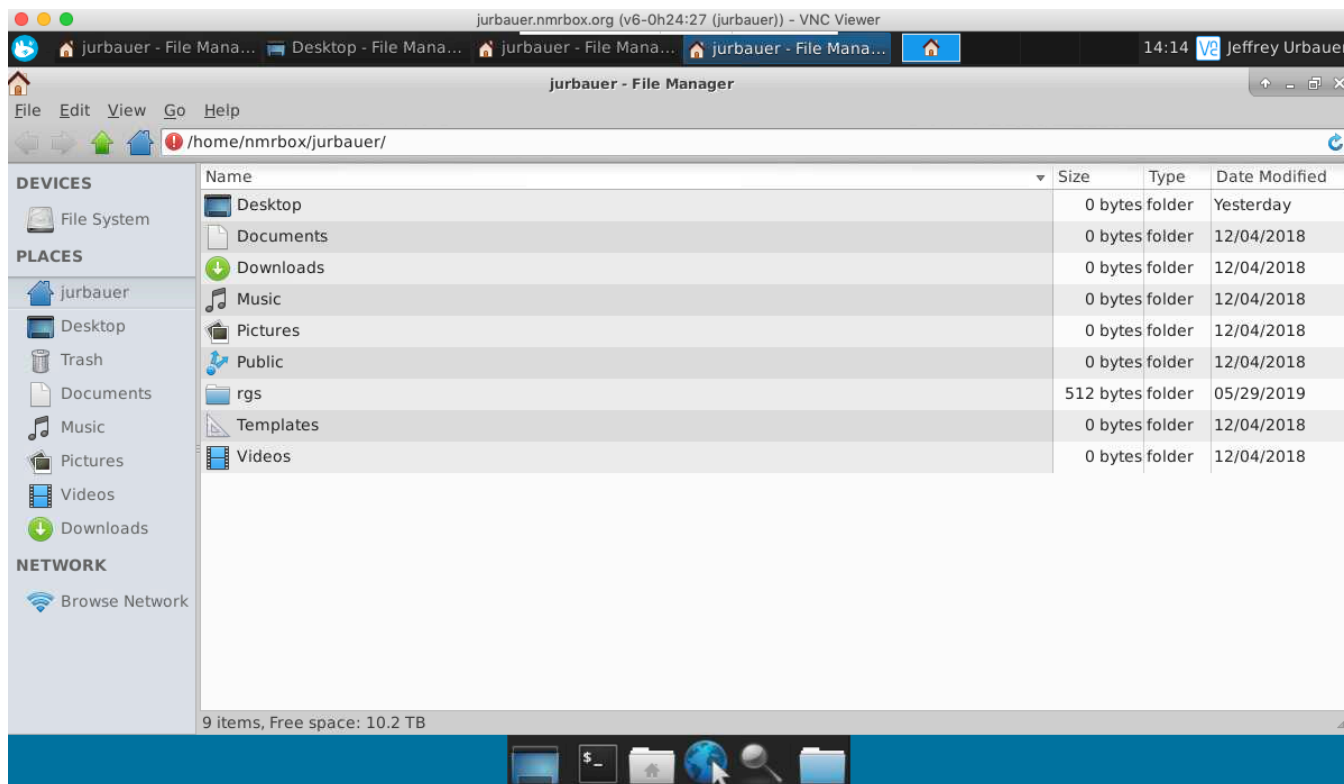 jurbauer.nmrbox.org (v6-0h24:27 (jurbauer)) - VNC Viewer
jurbauer - File Mana... Desktop - File Mana... jurbauer - File Mana... jurbauer - File Mana... 14:14 V2 Jeffrey Urbauer
jurbauer - File Manager
File Edit View Go Help
/home/nmrbox/jurbauer/
DEVICES
File System
PLACES
jurbauer
Desktop
Trash
Documents
Music
Pictures
Videos
Downloads
NETWORK
Browse Network
Name Size Type Date Modified
Desktop 0 bytes folder Yesterday
Documents 0 bytes folder 12/04/2018
Downloads 0 bytes folder 12/04/2018
Music 0 bytes folder 12/04/2018
Pictures 0 bytes folder 12/04/2018
Public 0 bytes folder 12/04/2018
rgs 512 bytes folder 05/29/2019
Templates 0 bytes folder 12/04/2018
Videos 0 bytes folder 12/04/2018
9 items, Free space: 10.2 TB
$_